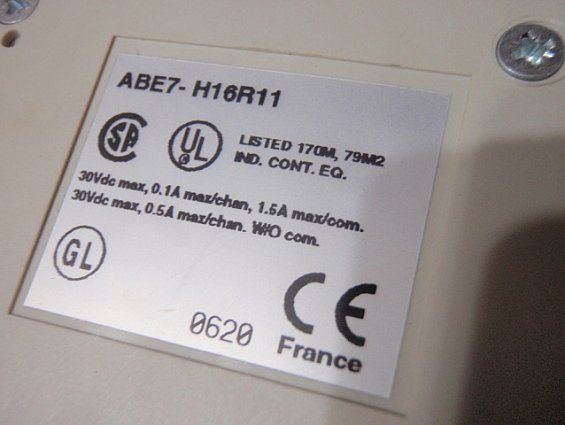 ABE7- H16R11
SA
UL
LISTED 170M, 79M2
IND. CONT. EQ.
30Vdc max, 0.1A max/chan, 1.5A max/com.
30Vdc max, 0.5A max/chan. W/O com.
GL
CE
0620
France